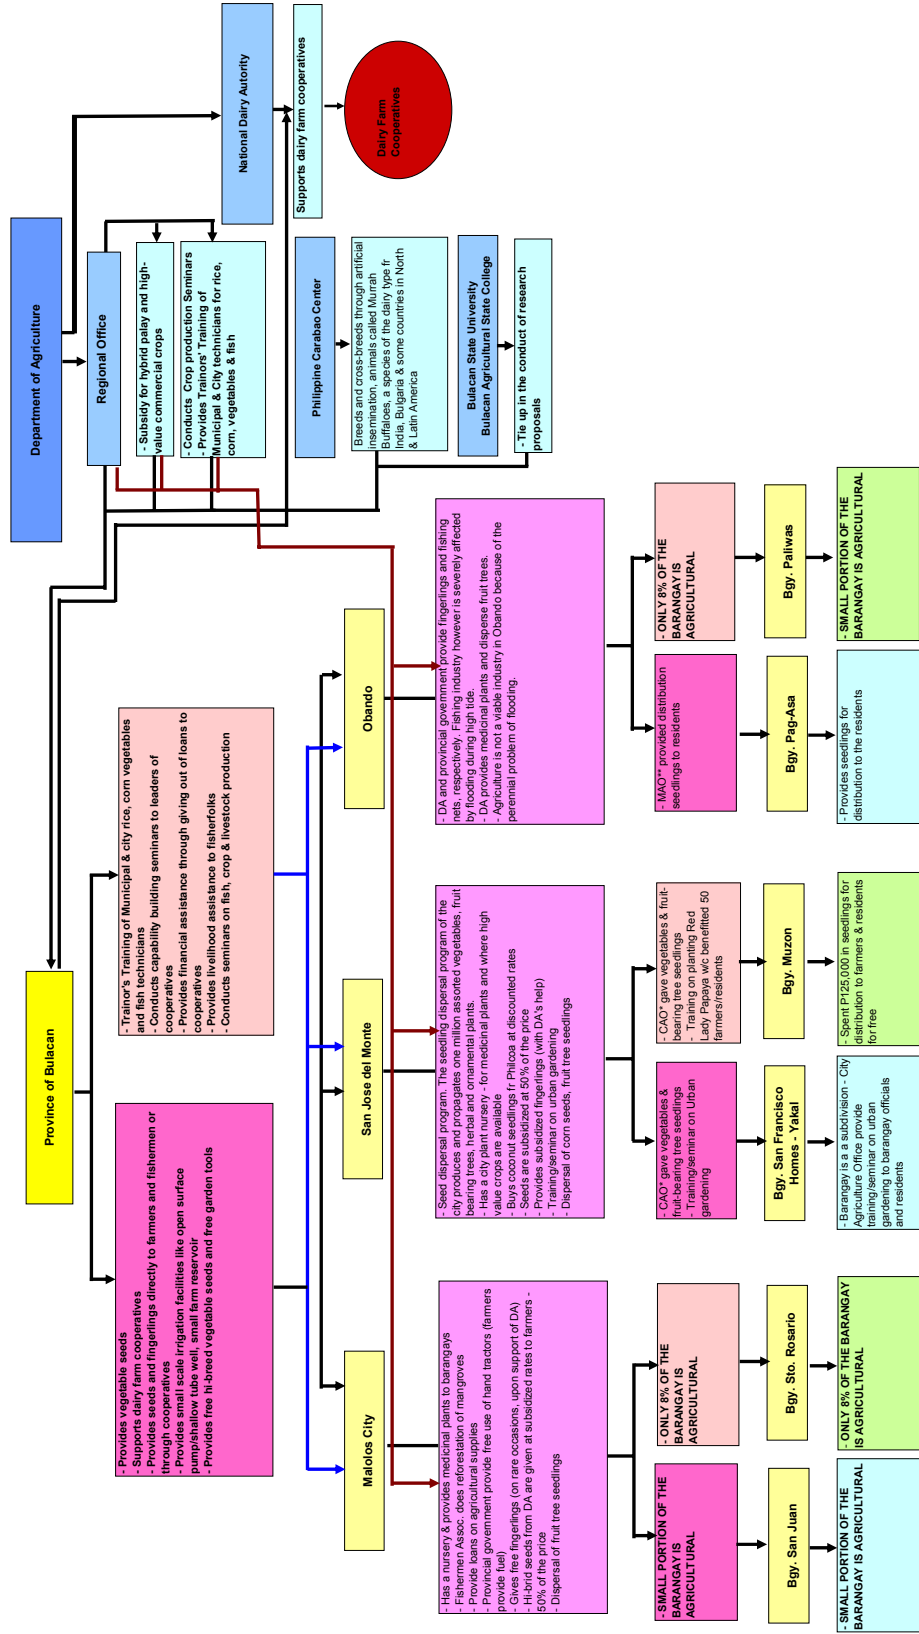 Department of Agriculture
Province of Bulacan
Regional Office
National Dairy Autority
- Provides vegetable seeds
- Supports dairy farm cooperatives
- Provides seeds and fingerlings directly to farmers and fishermen or
through cooperatives
- Provides small scale irrigation facilities like open surface
pump/shallow tube well, small farm reservoir
- Provides free hi-breed vegetable seeds and free garden tools
- Trainor's Training of Municipal & city rice, corn vegetables
and fish technicians
- Conducts capability building seminars to leaders of
cooperatives
- Provides financial assistance through giving out of loans to
cooperatives
- Provides livelihood assistance to fisherfolks
- Conducts seminars on fish, crop & livestock production
- Subsidy for hybrid palay and high-
value commercial crops
- Conducts Crop production Seminars
- Provides Trainors' Training of
Municipal & City technicians for rice,
corn, vegetables & fish
Supports dairy farm cooperatives
Dairy Farm
Cooperatives
Philippine Carabao Center
Breeds and cross-breeds through artificial
insemination, animals called Murrah
Buffaloes, a species of the dairy type fr
India, Bulgaria & some countries in North
& Latin America
Bulacan State University
Bulacan Agricultural State College
- Tie up in the conduct of research
proposals
Malolos City
San Jose del Monte
Obando
- Has a nursery & provides medicinal plants to barangays
- Fishermen Assoc. does reforestation of mangroves
- Provide loans on agricultural supplies
- Provincial government provide free use of hand tractors (farmers
provide fuel)
- Gives free fingerlings (on rare occasions, upon support of DA)
- Hi-brid seeds from DA are given at subsidized rates to farmers -
50% of the price
- Dispersal of fruit tree seedlings
- Seed dispersal program. The seedling dispersal program of the
city produces and propagates one million assorted vegetables, fruit
bearing trees, herbal and ornamental plants.
- Has a city plant nursery - for medicinal plants and where high
value crops are available
- Bluys coconut seedlings fr Philcoa at discounted rates
- Seeds are subsidized at 50% of the price
- Provides subsidized fingerlings (with DA's help)
- Training/seminar on urban gardening
- Dispersal of corn seeds, fruit tree seedlings
- DA and provincial government provide fingerlings and fishing
nets, respectively. Fishing industry however is severely affected
by flooding during high tide.
- DA provides medicinal plants and disperse fruit trees.
- Agriculture is not a viable industry in Obando because of the
perennial problem of flooding.
- SMALL PORTION OF THE
BARANGAY IS
AGRICULTURAL
- ONLY 8% OF THE
BARANGAY IS
AGRICULTURAL
- CAO* gave vegetables &
fruit-bearing tree seedlings
- Training/seminar on Urban
gardening
- CAO* gave vegetables & fruit-
bearing tree seedlings
- Training on planting Red
Lady Papaya w/c benefitted 50
farmers/residents
- MAO** provided distribution
seedlings to residents
- ONLY 8% OF THE
BARANGAY IS
AGRICULTURAL
Bgy. San Juan
Bgy. Sto. Rosario
Bgy. San Francisco
Homes - Yakal
Bgy. Muzon
Bgy. Pag-Asa
Bgy. Paliwas
- SMALL PORTION OF THE
BARANGAY IS AGRICULTURAL
- ONLY 8% OF THE BARANGAY
IS AGRICULTURAL
- Barangay is a a subdivision - City
Agriculture Office provide
training/seminar on urban
gardening to barangay officials
and residents
- Spent P125,000 in seedlings for
distribution to farmers & residents
for free
- Provides seedlings for
distribution to the residents
- SMALL PORTION OF THE
BARANGAY IS AGRICULTURAL